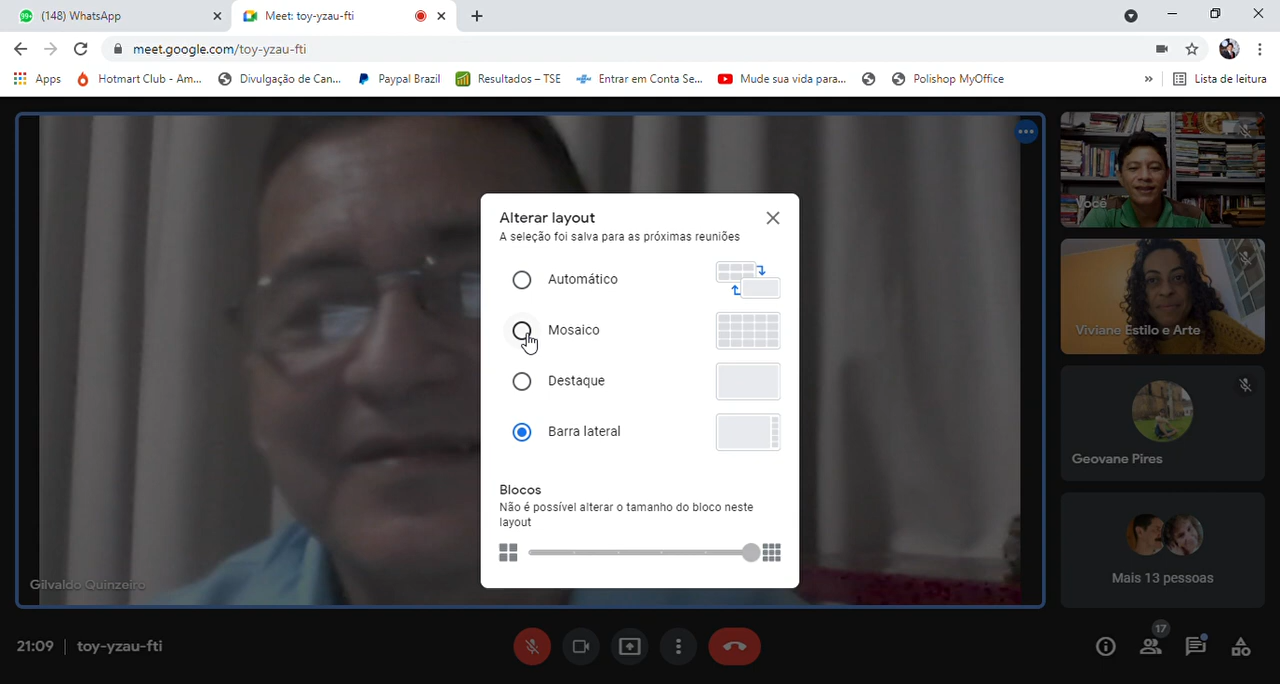 99+ (148) WhatsApp
Meet: toy-yzau-fti
meet.google.com/toy-yzau-fti
Apps Hotmart Club - Am... Divulgação de Can... Paypal Brazil Resultados – TSE Entrar em Conta Se... Mude sua vida para... Polishop MyOffice » Lista de leitura
Alterar layout
A seleção foi salva para as próximas reuniões
Automático
Mosaico
Destaque
Barra lateral
Blocos
Não é possível alterar o tamanho do bloco neste
layout
Gilvaldo Quinzeiro
Você
Viviane Estilo e Arte
Geovane Pires
Mais 13 pessoas
21:09 | toy-yzau-fti
17